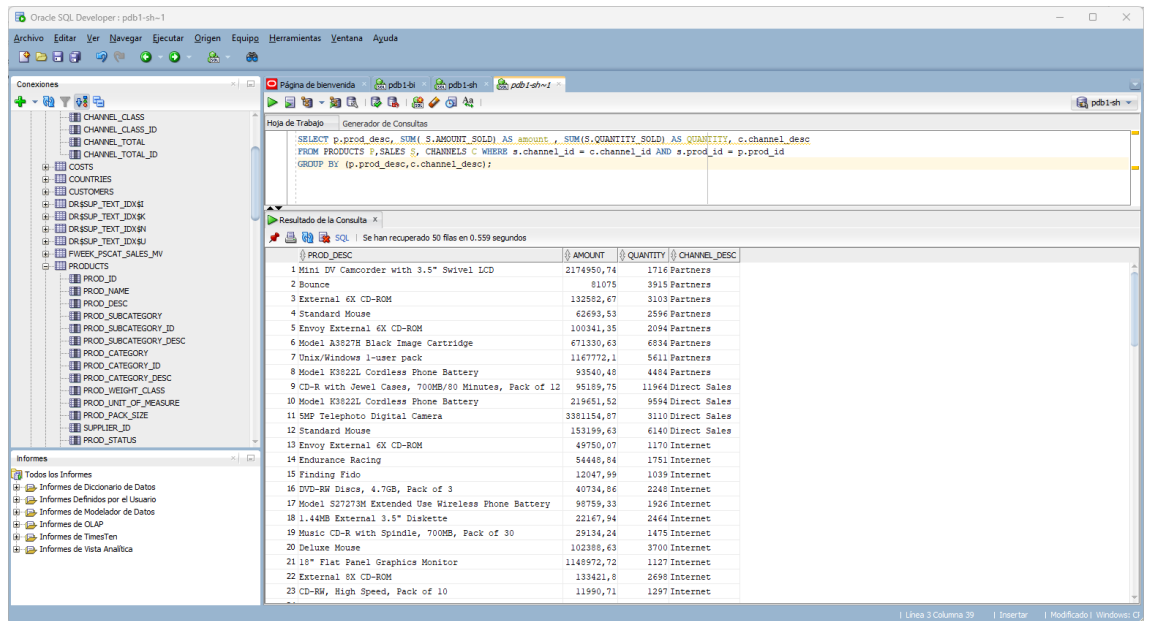 Oracle SQL Developer : pdb1-sh~1
Archivo Editar Ver Navegar Ejecutar Origen Equipo Herramientas Ventana Ayuda
Conexiones
CHANNEL_CLASS
CHANNEL_CLASS_ID
CHANNEL_TOTAL
CHANNEL_TOTAL_ID
COSTS
COUNTRIES
CUSTOMERS
DR$SUP_TEXT_IDX$I
DR$SUP_TEXT_IDX$K
DR$SUP_TEXT_IDX$N
DR$SUP_TEXT_IDX$U
FWEEK_PSCAT_SALES_MV
PRODUCTS
PROD_ID
PROD_NAME
PROD_DESC
PROD_SUBCATEGORY
PROD_SUBCATEGORY_ID
PROD_SUBCATEGORY_DESC
PROD_CATEGORY
PROD_CATEGORY_ID
PROD_CATEGORY_DESC
PROD_WEIGHT_CLASS
PROD_UNIT_OF_MEASURE
PROD_PACK_SIZE
SUPPLIER_ID
PROD_STATUS
Informes
Todos los Informes
Informes de Diccionario de Datos
Informes Definidos por el Usuario
Informes de Modelador de Datos
Informes de OLAP
Informes de TimesTen
Informes de Vista Analítica
Página de bienvenida pdb1-bi pdb1-sh pdb1-sh~1
pdb1-sh
Hoja de Trabajo Generador de Consultas
SELECT p.prod_desc, SUM( S.AMOUNT_SOLD) AS amount , SUM(S.QUANTITY_SOLD) AS QUANTITY, c.channel_desc
FROM PRODUCTS P,SALES S, CHANNELS C WHERE s.channel_id = c.channel_id AND s.prod_id = p.prod_id
GROUP BY (p.prod_desc,c.channel_desc);
Resultado de la Consulta x
SQL | Se han recuperado 50 filas en 0.559 segundos
PROD_DESC AMOUNT QUANTITY CHANNEL_DESC
1 Mini DV Camcorder with 3.5" Swivel LCD 2174950,74 1716 Partners
2 Bounce 81075 3915 Partners
3 External 6X CD-ROM 132582,67 3103 Partners
4 Standard Mouse 62693,53 2596 Partners
5 Envoy External 6X CD-ROM 100341,35 2094 Partners
6 Model A3827H Black Image Cartridge 671330,63 6834 Partners
7 Unix/Windows 1-user pack 1167772,1 5611 Partners
8 Model K3822L Cordless Phone Battery 93540,48 4484 Partners
9 CD-R with Jewel Cases, 700MB/80 Minutes, Pack of 12 95189,75 11964 Direct Sales
10 Model K3822L Cordless Phone Battery 219651,52 9594 Direct Sales
11 5MP Telephoto Digital Camera 3381154,87 3110 Direct Sales
12 Standard Mouse 153199,63 6140 Direct Sales
13 Envoy External 6X CD-ROM 49750,07 1170 Internet
14 Endurance Racing 54448,84 1751 Internet
15 Finding Fido 12047,99 1039 Internet
16 DVD-RW Discs, 4.7GB, Pack of 3 40734,86 2248 Internet
17 Model S27273M Extended Use Wireless Phone Battery 98759,33 1926 Internet
18 1.44MB External 3.5" Diskette 22167,94 2464 Internet
19 Music CD-R with Spindle, 700MB, Pack of 30 29134,24 1475 Internet
20 Deluxe Mouse 102388,63 3700 Internet
21 18" Flat Panel Graphics Monitor 1148972,72 1127 Internet
22 External 8X CD-ROM 133421,8 2698 Internet
23 CD-RW, High Speed, Pack of 10 11990,71 1297 Internet
Línea 3 Columna 39 | Insertar | Modificado | Windows: C